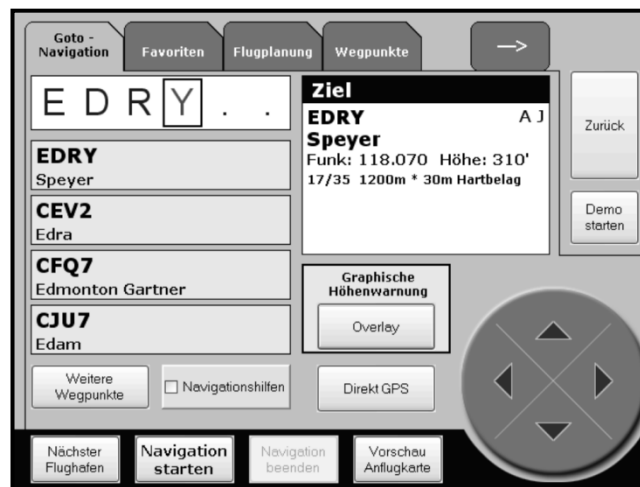 Goto -
Navigation
Favoriten
Flugplanung
Wegpunkte
-->
E D R Y . .
EDRY
Speyer
CEV2
Edra
CFQ7
Edmonton Gartner
CJU7
Edam
Weitere
Wegpunkte
Navigationshilfen
Ziel
EDRY A J
Speyer
Funk: 118.070 Höhe: 310'
17/35 1200m * 30m Hartbelag
Graphische
Höhenwarnung
Overlay
Direkt GPS
Zurück
Demo
starten
Nächster
Flughafen
Navigation
starten
Navigation
beenden
Vorschau
Anflugkarte